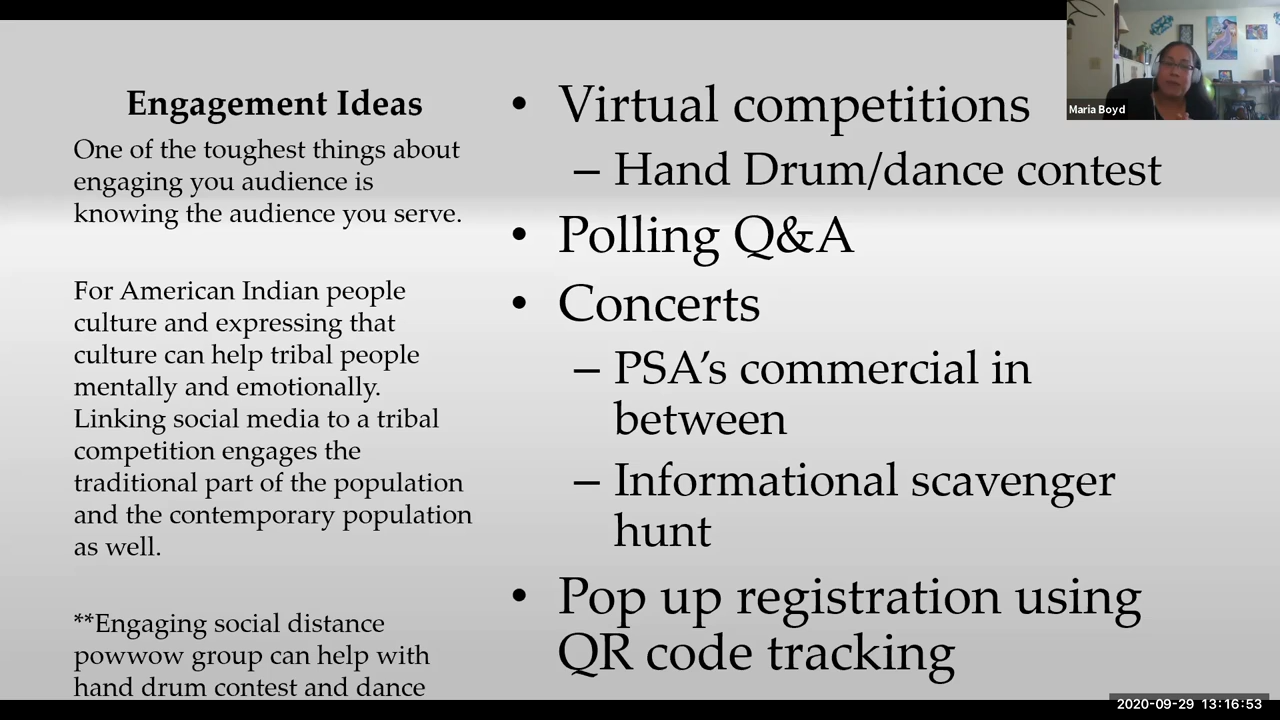 Engagement Ideas
One of the toughest things about
engaging you audience is
knowing the audience you serve.
For American Indian people
culture and expressing that
culture can help tribal people
mentally and emotionally.
Linking social media to a tribal
competition engages the
traditional part of the population
and the contemporary population
as well.
**Engaging social distance
powwow group can help with
hand drum contest and dance
• Virtual competitions
– Hand Drum/dance contest
• Polling Q&A
• Concerts
– PSA’s commercial in
between
– Informational scavenger
hunt
• Pop up registration using
QR code tracking
Maria Boyd
2020-09-29 13:16:53